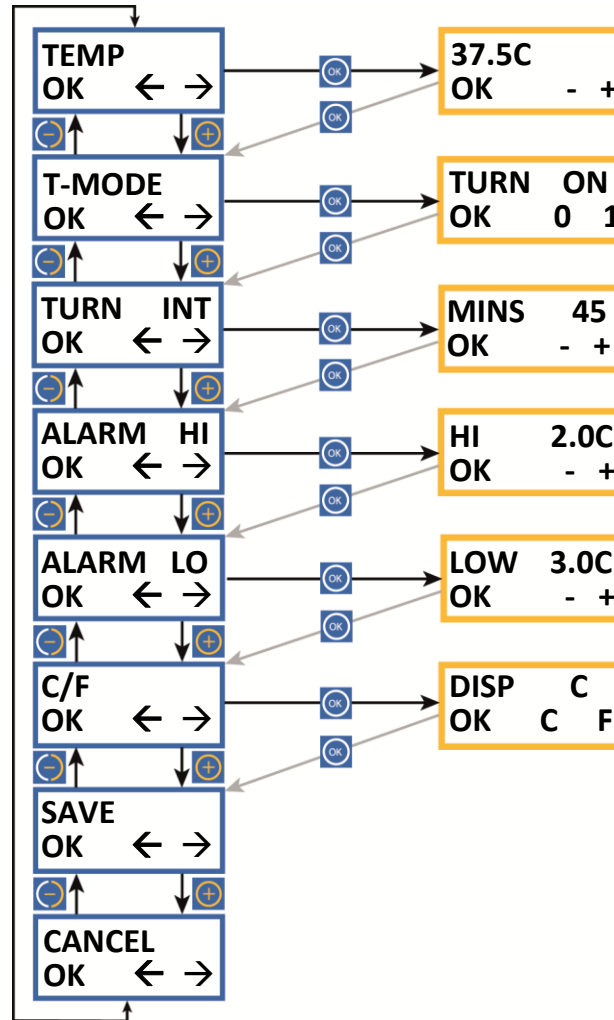 TEMP
OK ← →
OK
37.5C
OK - +
OK
T-MODE
OK ← →
OK
TURN ON
OK 0 1
OK
TURN INT
OK ← →
OK
MINS 45
OK - +
OK
ALARM HI
OK ← →
OK
HI 2.0C
OK - +
OK
ALARM LO
OK ← →
OK
LOW 3.0C
OK - +
OK
C/F
OK ← →
OK
DISP C
OK C F
OK
SAVE
OK ← →
CANCEL
OK ← →